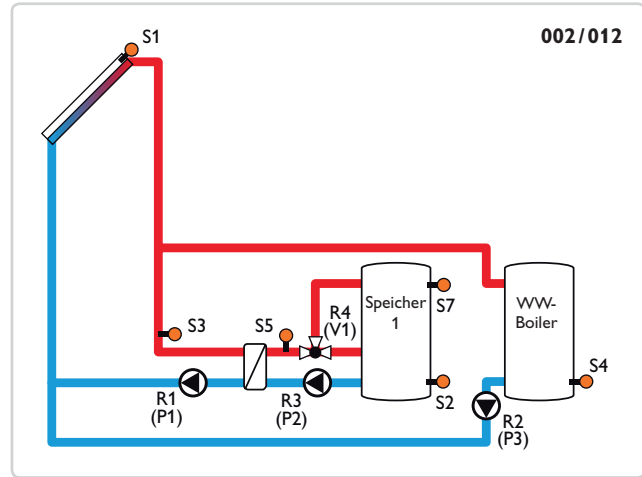 002/012
S1
S3
S5
R4
(V1)
Speicher
1
S7
WW-
Boiler
S4
S2
R1
(P1)
R3
(P2)
R2
(P3)